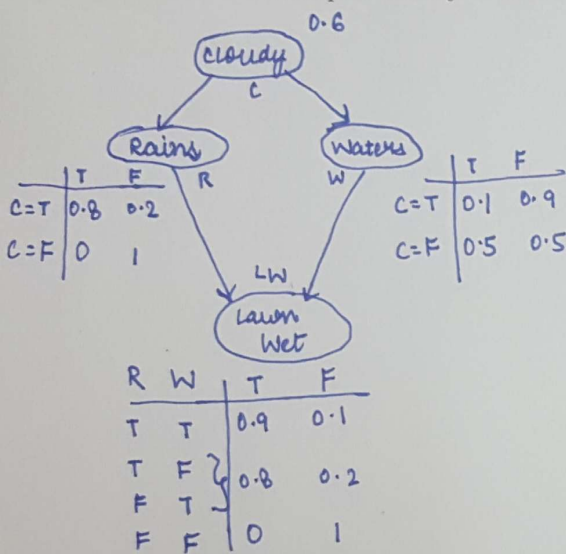 0.6
Cloudy
C
Rains
Waters
R
W
T F
C=T 0.8 0.2
C=F 0 1
T F
C=T 0.1 0.9
C=F 0.5 0.5
LW
Lawn
Wet
R W T F
T T 0.9 0.1
T F 0.8 0.2
F T
F F 0 1